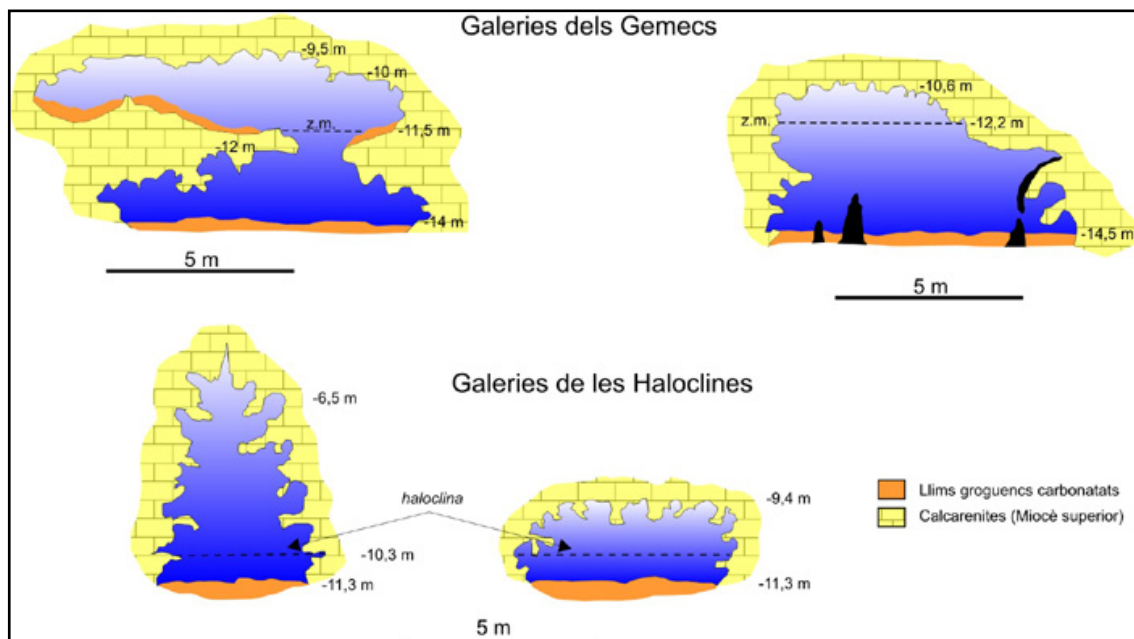 Galeries dels Gemecs
-9,5 m
-10 m
z.m.
-11,5 m
-12 m
-14 m
5 m
-10,6 m
z.m.
-12,2 m
-14,5 m
5 m
Galeries de les Haloclines
-6,5 m
haloclina
-10,3 m
-11,3 m
-9,4 m
-11,3 m
5 m
Llims groguencs carbonatats
Calcarenites (Miocè superior)